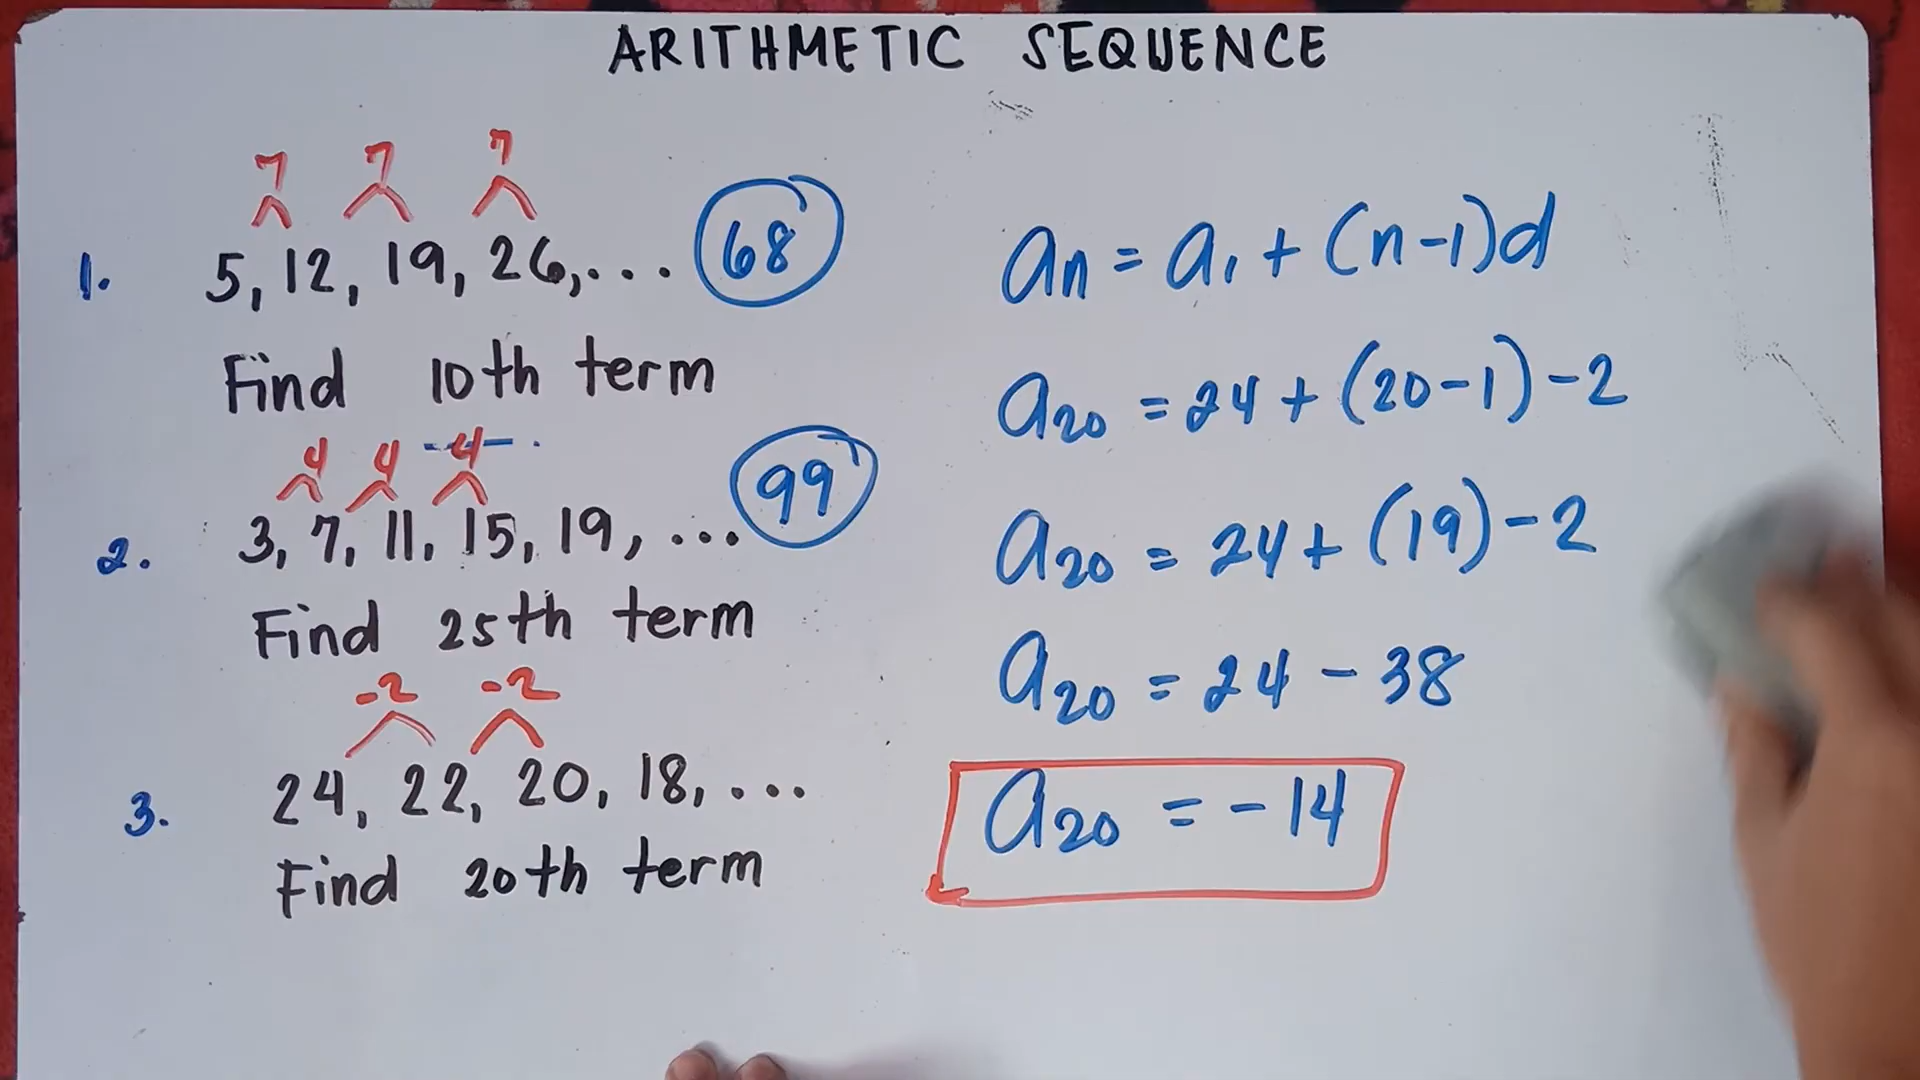 ARITHMETIC SEQUENCE
7 7 7
1. 5, 12, 19, 26, ... 68
Find 10th term
4 4 4
2. 3, 7, 11, 15, 19, ... 99
Find 25th term
-2 -2
3. 24, 22, 20, 18, ...
Find 20th term
an = a1 + (n-1)d
a20 = 24 + (20-1)-2
a20 = 24 + (19)-2
a20 = 24 - 38
a20 = -14